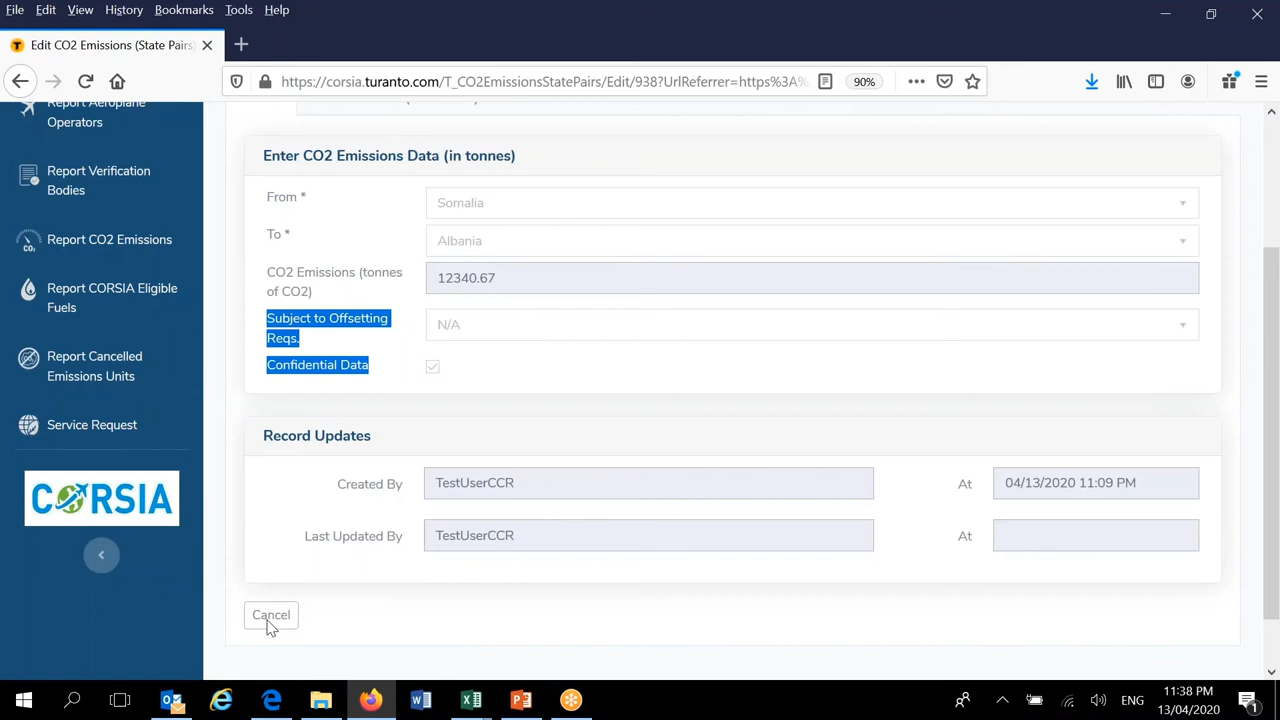 File Edit View History Bookmarks Tools Help
Edit CO2 Emissions (State Pairs)
https://corsia.turanto.com/T_CO2EmissionsStatePairs/Edit/938?UrlReferrer=https%3A% 90%
Report Aeroplane
Operators
Report Verification
Bodies
CO2
Report CO2 Emissions
Report CORSIA Eligible
Fuels
Report Cancelled
Emissions Units
Service Request
CORSIA
Enter CO2 Emissions Data (in tonnes)
From * Somalia
To * Albania
CO2 Emissions (tonnes
of CO2) 12340.67
Subject to Offsetting
Reqs. N/A
Confidential Data
Record Updates
Created By TestUserCCR At 04/13/2020 11:09 PM
Last Updated By TestUserCCR At
Cancel
ENG
11:38 PM
13/04/2020
1